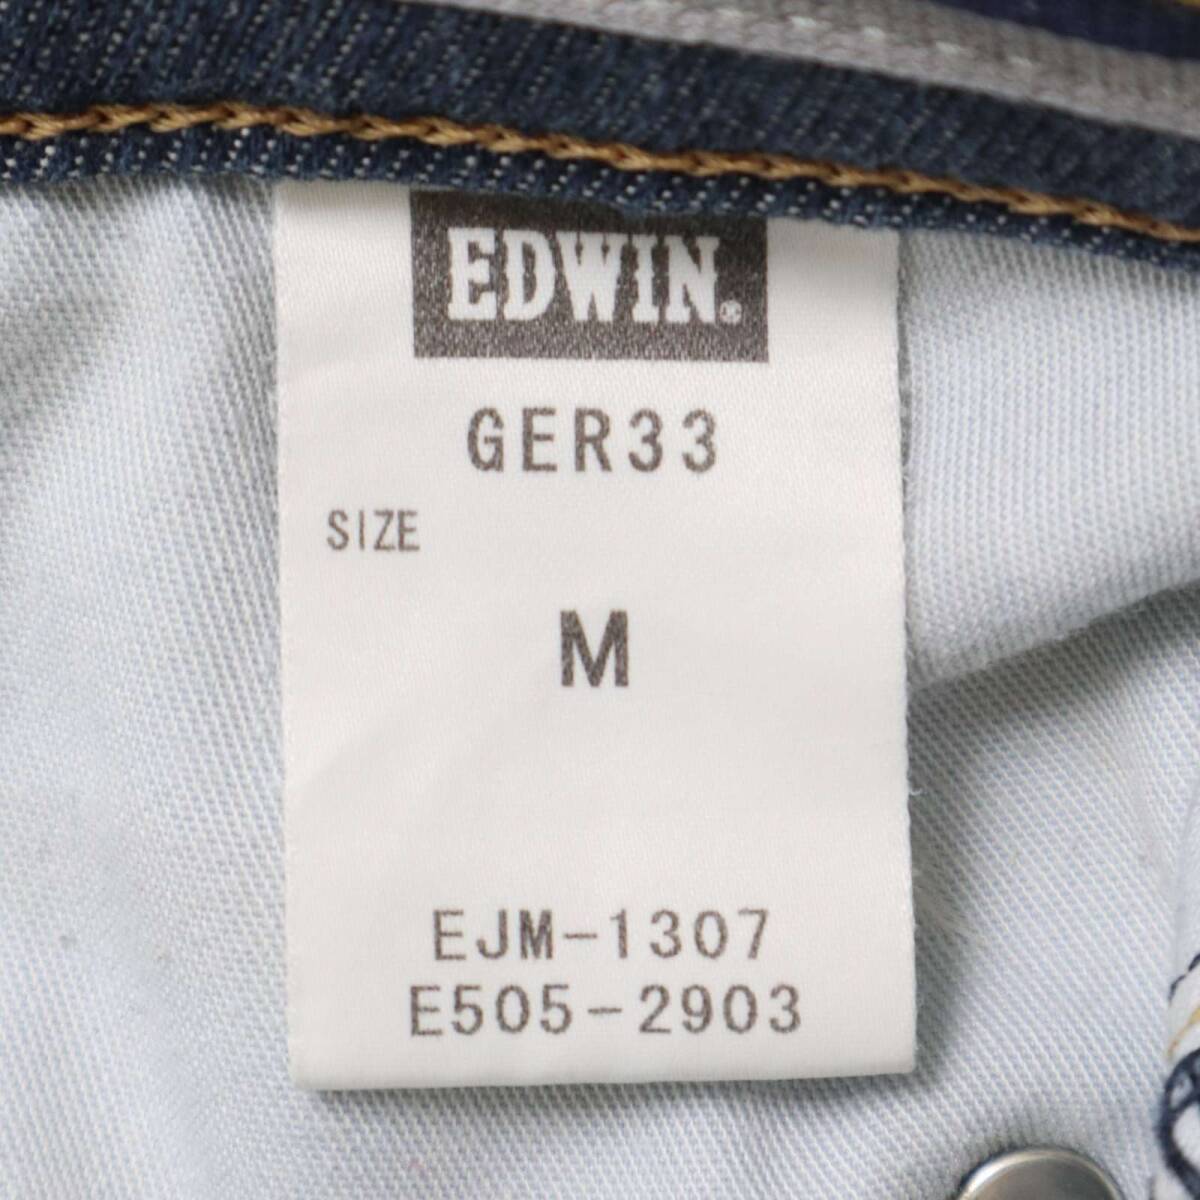 EDWIN®
GER33
SIZE
M
EJM-1307
E505-2903